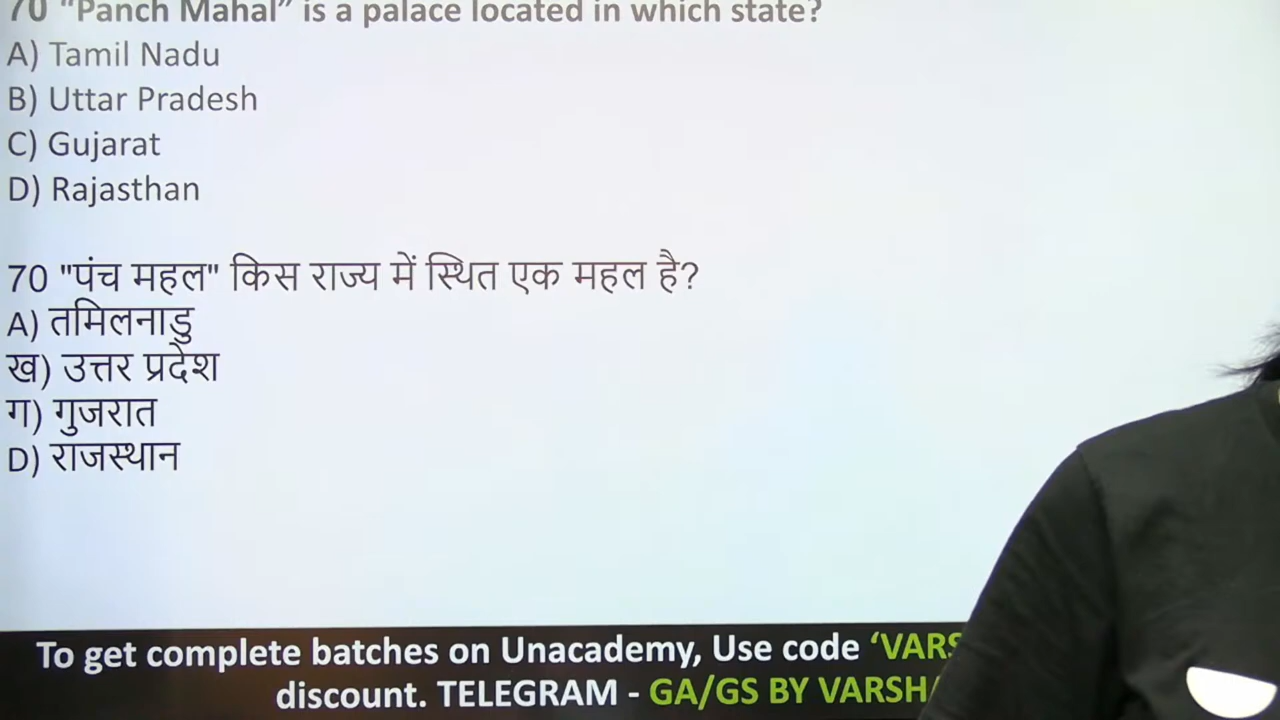 70 "Panch Mahal” is a palace located in which state?
A) Tamil Nadu
B) Uttar Pradesh
C) Gujarat
D) Rajasthan
70 "पंच महल" किस राज्य में स्थित एक महल है?
A) तमिलनाडु
ख) उत्तर प्रदेश
ग) गुजरात
D) राजस्थान
To get complete batches on Unacademy, Use code ‘VARS
discount. TELEGRAM - GA/GS BY VARSHA